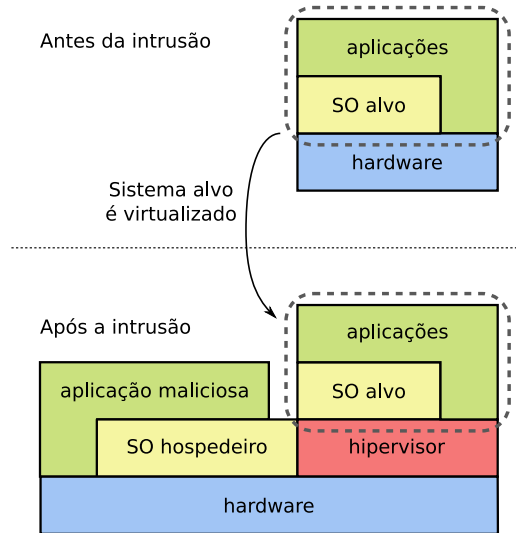 Antes da intrusão
aplicações
SO alvo
hardware
Sistema alvo
é virtualizado
Após a intrusão
aplicações
aplicação maliciosa
SO alvo
SO hospedeiro
hipervisor
hardware